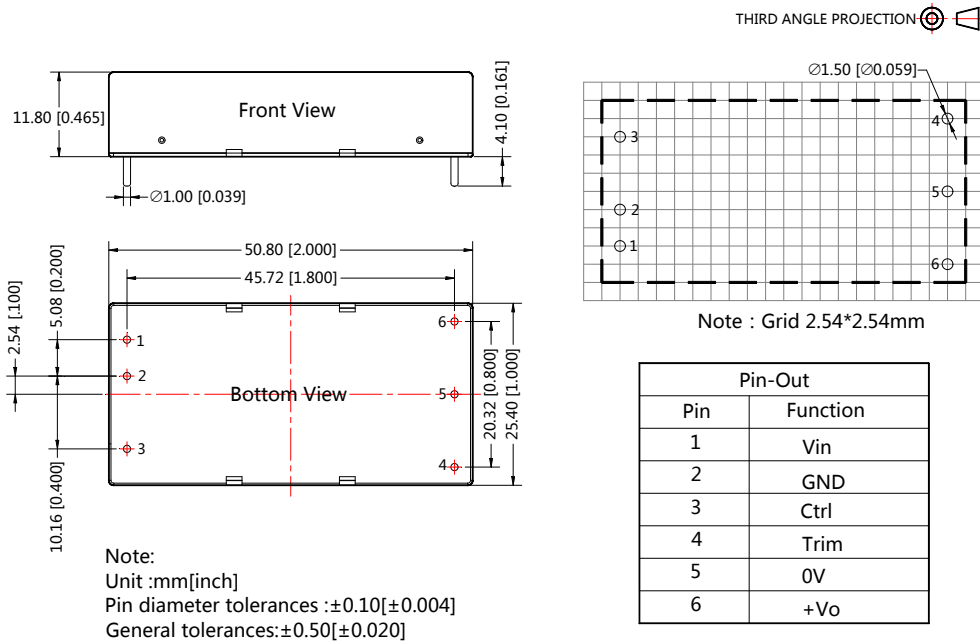 THIRD ANGLE PROJECTION
11.80 [0.465]
Front View
4.10 [0.161]
∅1.00 [0.039]
∅1.50 [∅0.059]
3
2
1
4
5
6
Note：Grid 2.54*2.54mm
50.80 [2.000]
45.72 [1.800]
2.54 [.100]
5.08 [0.200]
10.16 [0.400]
1
2
3
Bottom View
6
5
4
20.32 [0.800]
25.40 [1.000]
Pin-Out
Pin Function
1 Vin
2 GND
3 Ctrl
4 Trim
5 0V
6 +Vo
Note:
Unit :mm[inch]
Pin diameter tolerances :±0.10[±0.004]
General tolerances:±0.50[±0.020]